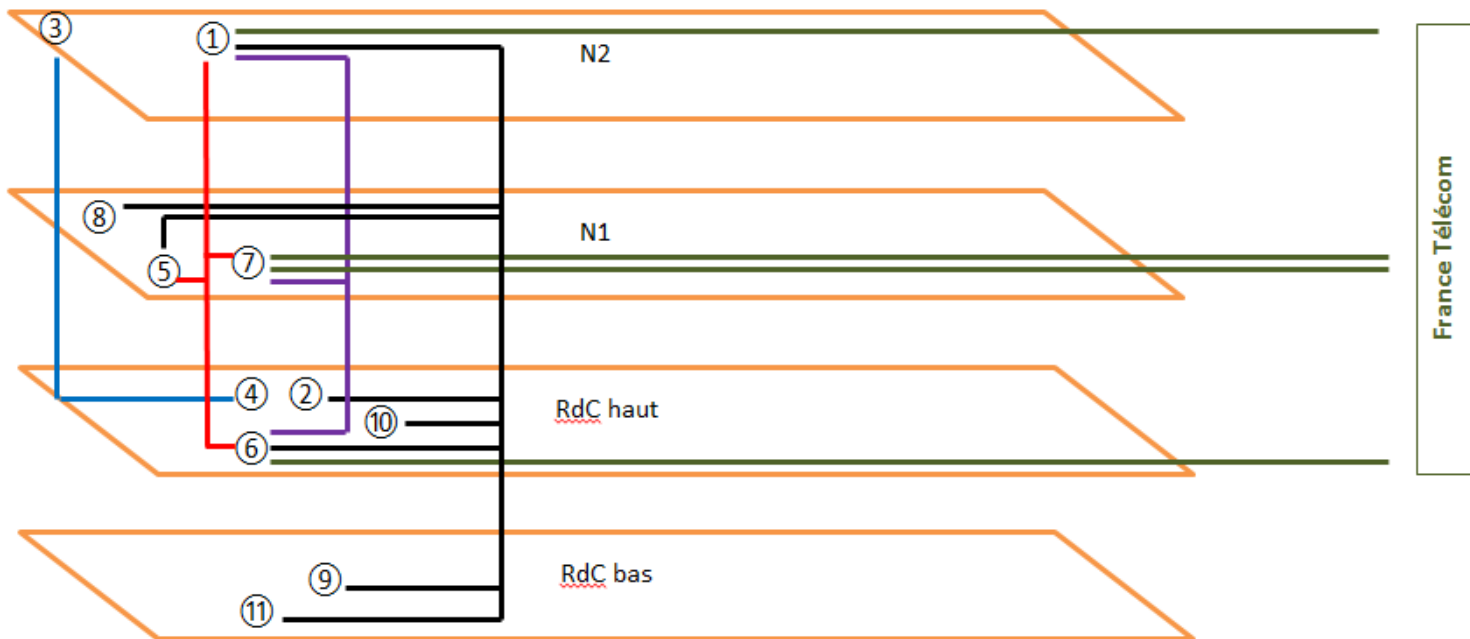 ③
①
N2
⑧
N1
⑤
⑦
④
②
RdC haut
⑩
⑥
⑨
RdC bas
⑪
France Télécom